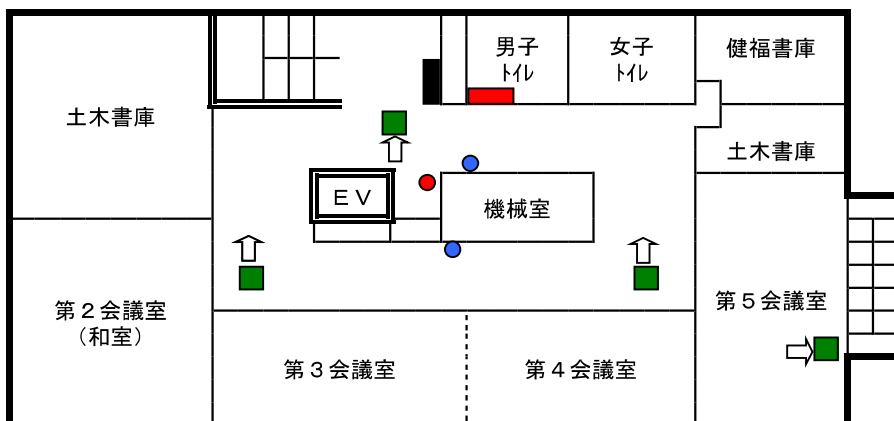 男子
ﾄｲﾚ
女子
ﾄｲﾚ
健福書庫
土木書庫
土木書庫
ＥＶ
機械室
第２会議室
（和室）
第５会議室
第３会議室
第４会議室